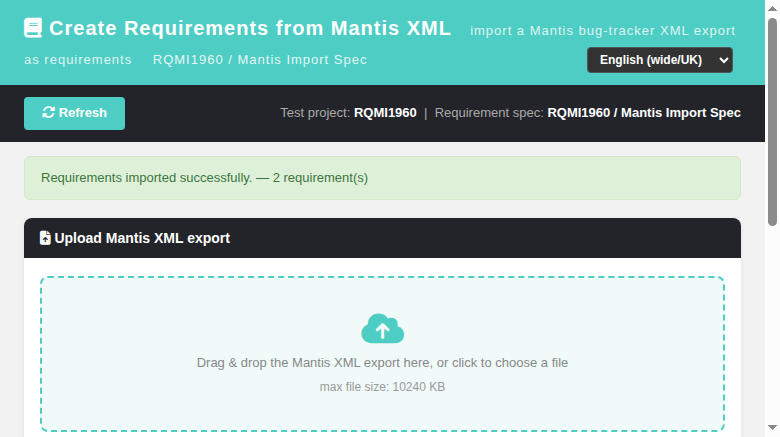 Create Requirements from Mantis XML import a Mantis bug-tracker XML export
as requirements RQMI1960 / Mantis Import Spec
English (wide/UK)
Refresh
Test project: RQMI1960 | Requirement spec: RQMI1960 / Mantis Import Spec
Requirements imported successfully. — 2 requirement(s)
Upload Mantis XML export
Drag & drop the Mantis XML export here, or click to choose a file
max file size: 10240 KB